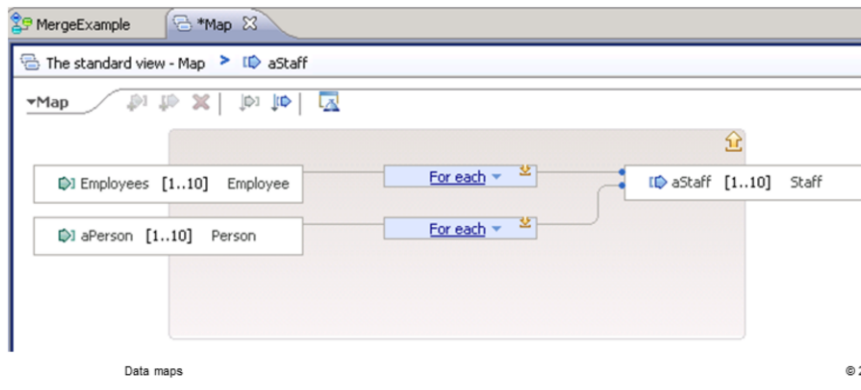 MergeExample *Map
The standard view - Map > aStaff
Map
Employees [1..10] Employee For each aStaff [1..10] Staff
aPerson [1..10] Person For each
Data maps © 2